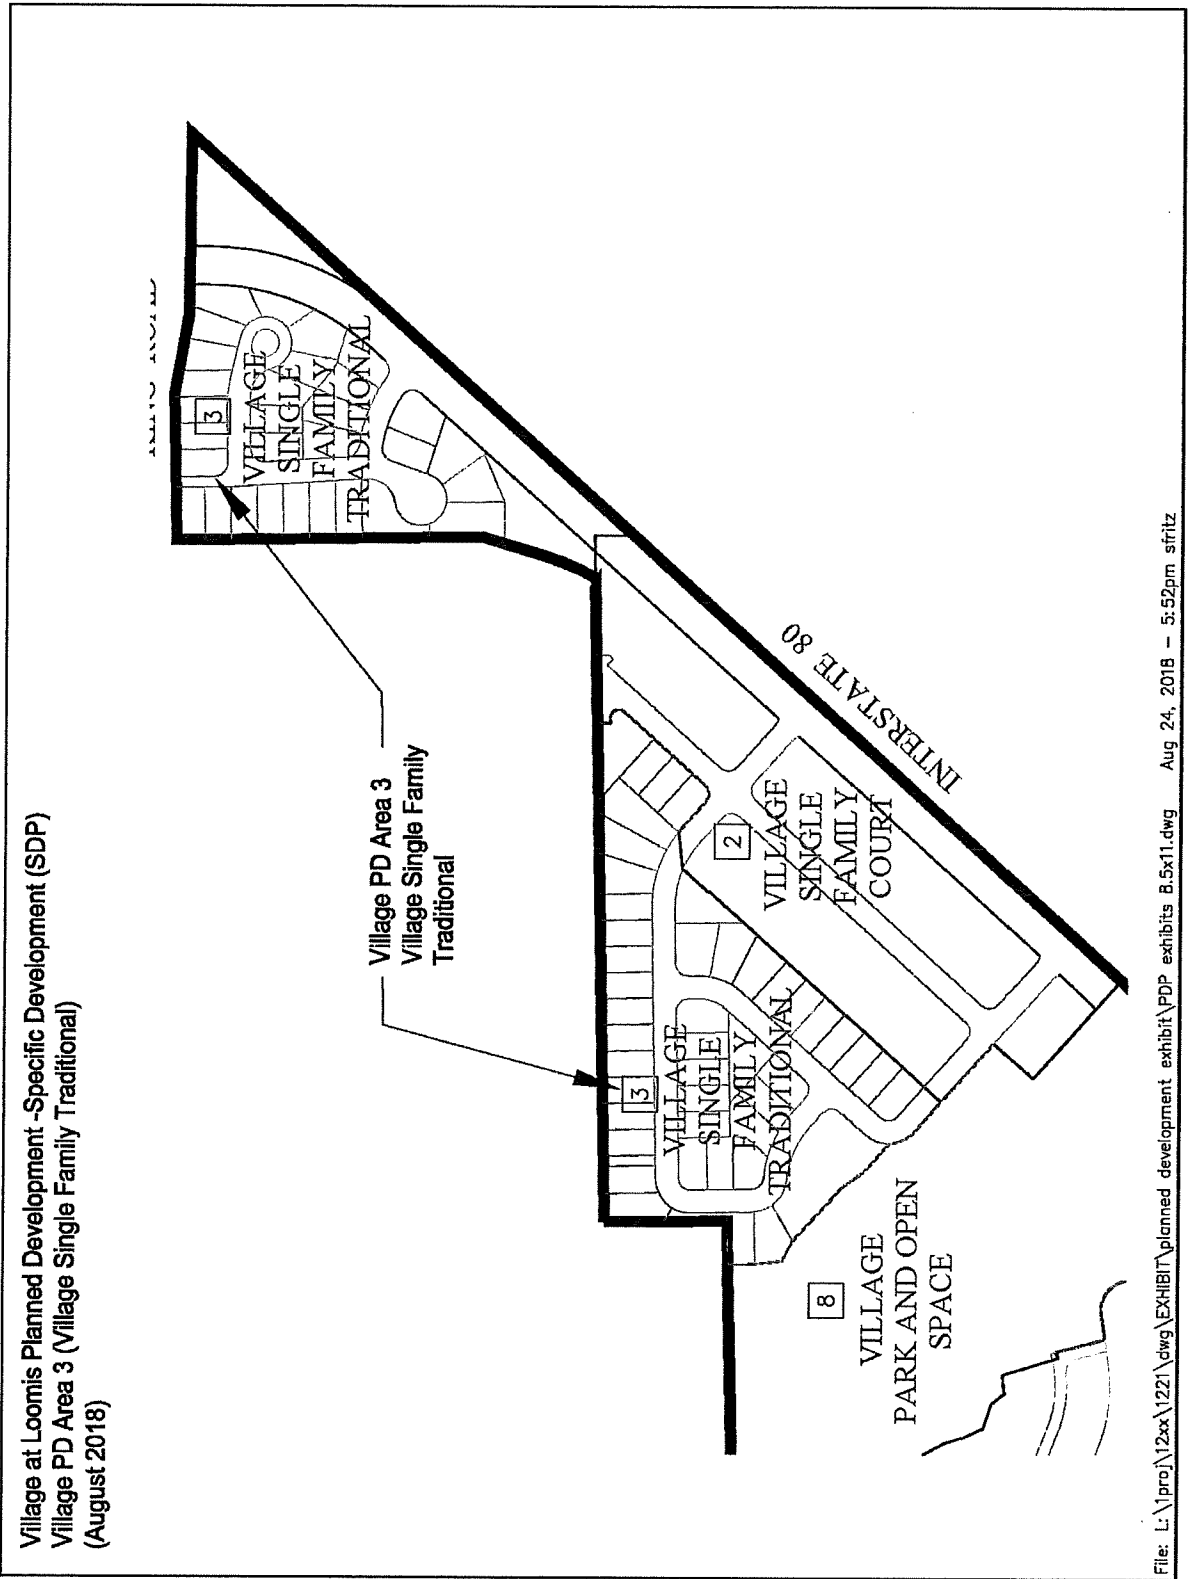 Village at Loomis Planned Development -Specific Development (SDP)
Village PD Area 3 (Village Single Family Traditional)
(August 2018)
3
VILLAGE
SINGLE
FAMILY
TRADITIONAL
Village PD Area 3
Village Single Family
Traditional
3
VILLAGE
SINGLE
FAMILY
TRADITIONAL
2
VILLAGE
SINGLE
FAMILY
COURT
INTERSTATE 80
8
VILLAGE
PARK AND OPEN
SPACE
File: L:\1proj\12xx\1221\dwg\EXHIBIT\planned development exhibit\PDP exhibits 8.5x11.dwg Aug 24, 2018 - 5:52pm sfritz